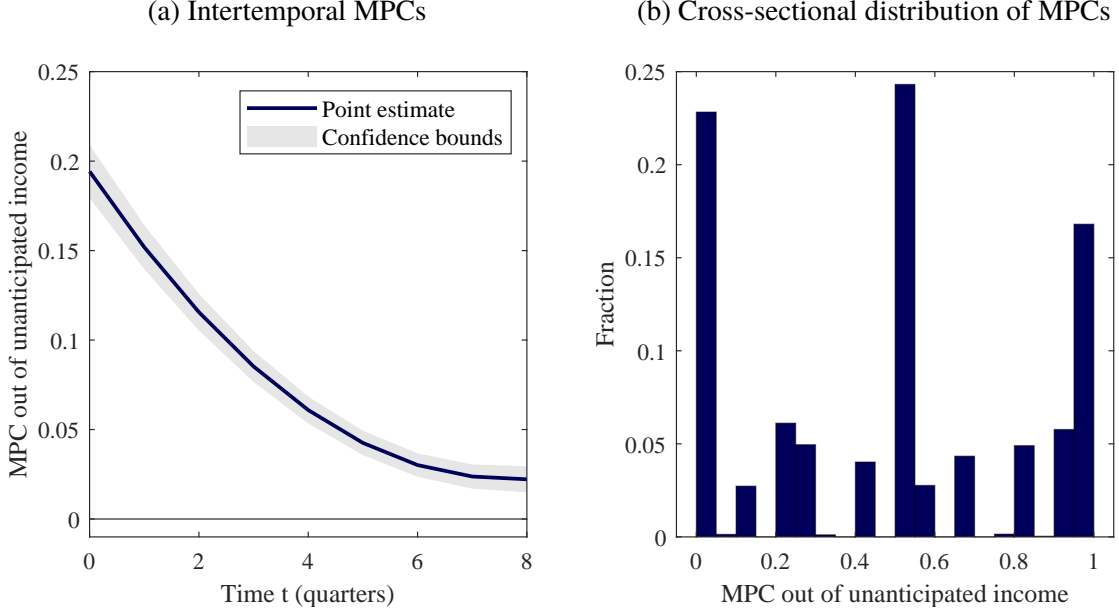 (a) Intertemporal MPCs
(b) Cross-sectional distribution of MPCs
MPC out of unanticipated income
0.25
0.2
0.15
0.1
0.05
0
Point estimate
Confidence bounds
0 2 4 6 8
Time t (quarters)
Fraction
0.25
0.2
0.15
0.1
0.05
0
0 0.2 0.4 0.6 0.8 1
MPC out of unanticipated income